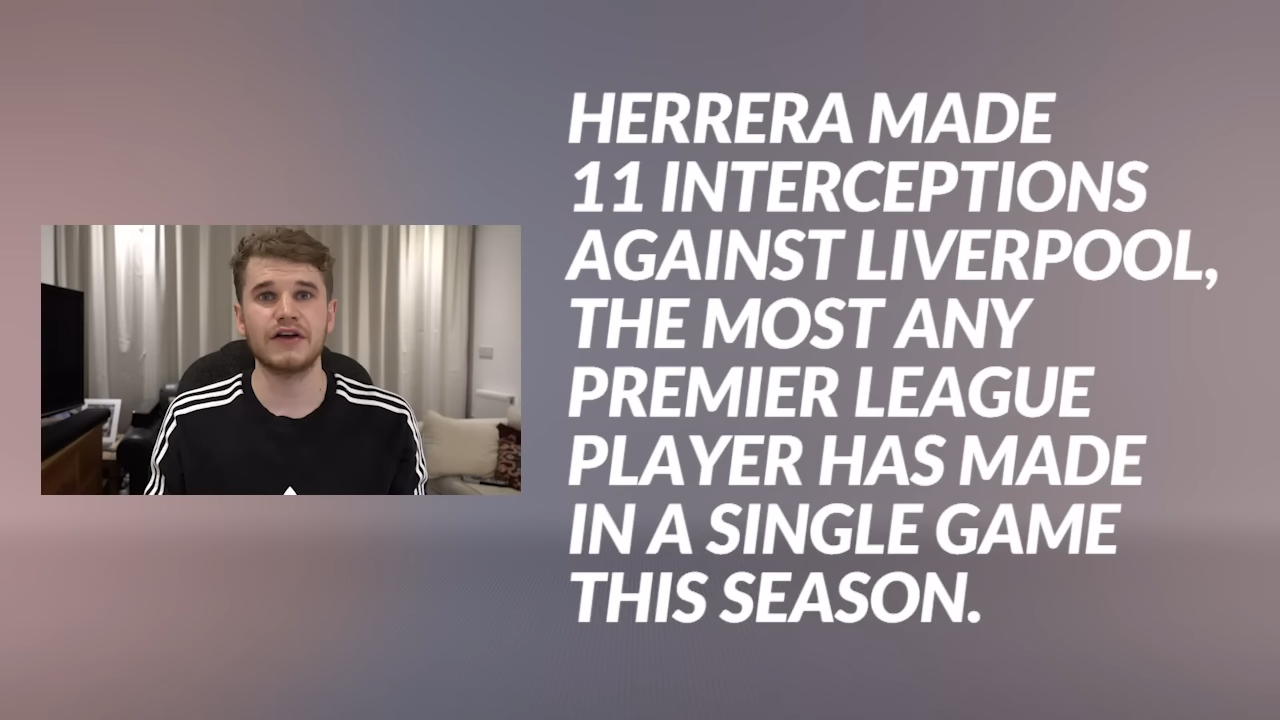 HERRERA MADE
11 INTERCEPTIONS
AGAINST LIVERPOOL,
THE MOST ANY
PREMIER LEAGUE
PLAYER HAS MADE
IN A SINGLE GAME
THIS SEASON.